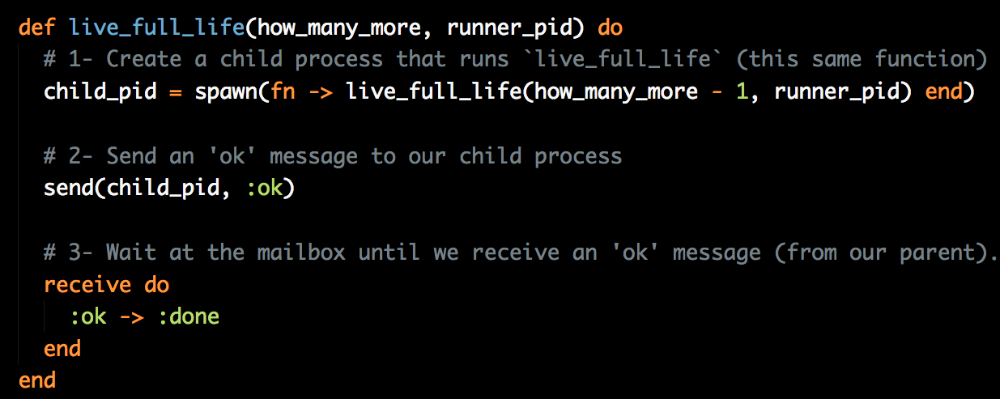 def live_full_life(how_many_more, runner_pid) do
  # 1- Create a child process that runs `live_full_life` (this same function)
  child_pid = spawn(fn -> live_full_life(how_many_more - 1, runner_pid) end)

  # 2- Send an 'ok' message to our child process
  send(child_pid, :ok)

  # 3- Wait at the mailbox until we receive an 'ok' message (from our parent).
  receive do
    :ok -> :done
  end
end